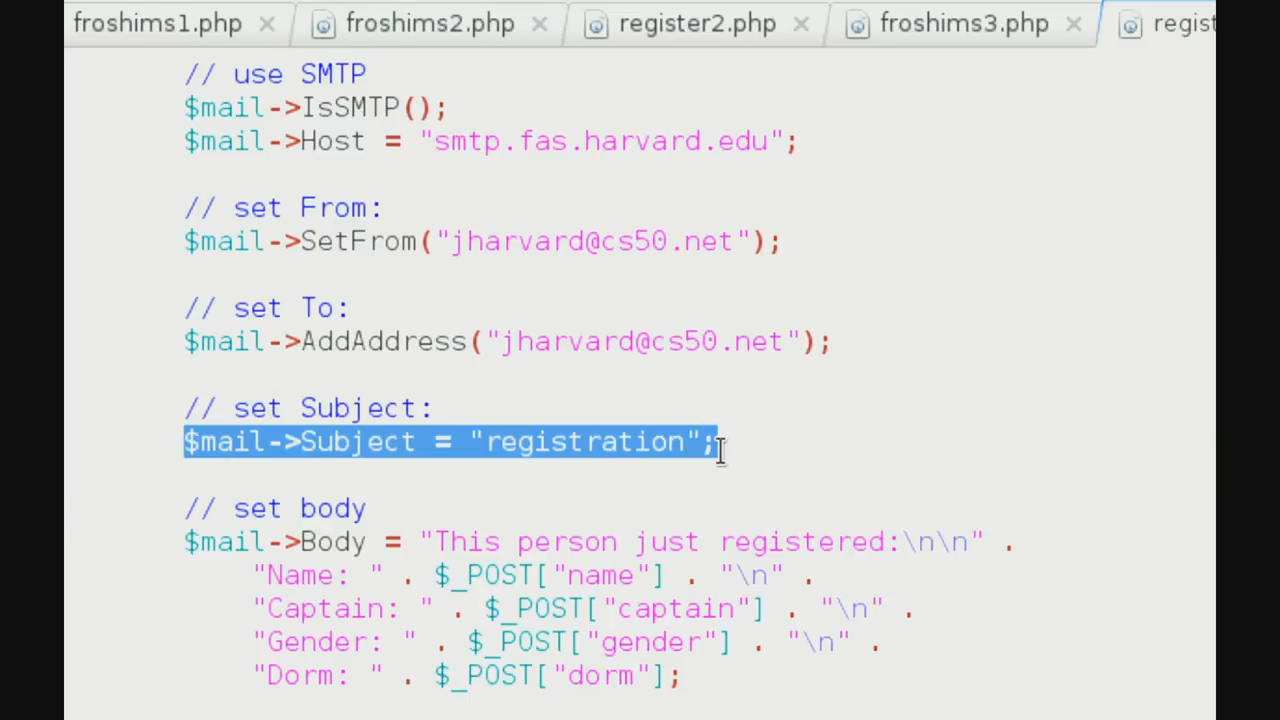 froshims1.php froshims2.php register2.php froshims3.php regist
// use SMTP
$mail->IsSMTP();
$mail->Host = "smtp.fas.harvard.edu";
// set From:
$mail->SetFrom("jharvard@cs50.net");
// set To:
$mail->AddAddress("jharvard@cs50.net");
// set Subject:
$mail->Subject = "registration";
// set body
$mail->Body = "This person just registered:\n\n" .
"Name: " . $_POST["name"] . "\n" .
"Captain: " . $_POST["captain"] . "\n" .
"Gender: " . $_POST["gender"] . "\n" .
"Dorm: " . $_POST["dorm"];